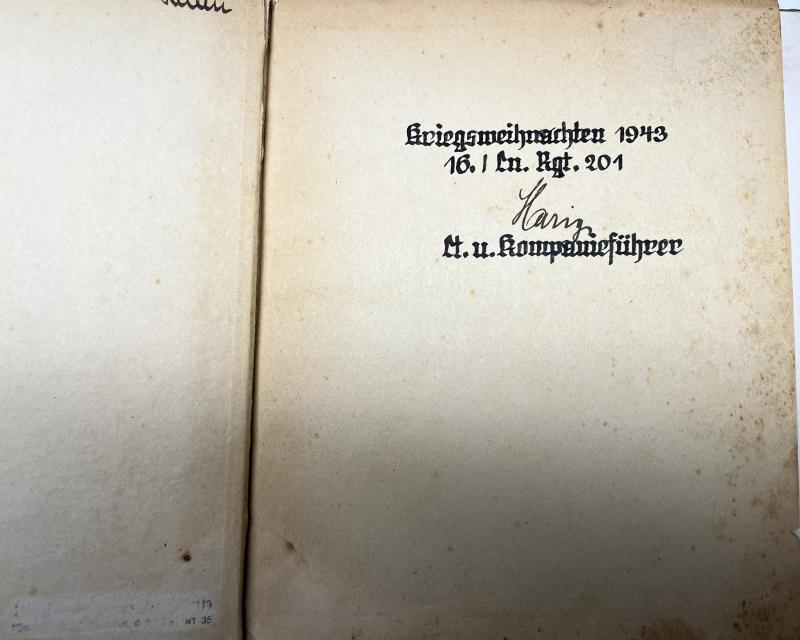 Kriegsweihnachten 1943
16. / Ln. Rgt. 201
Lt. u. Kompanieführer